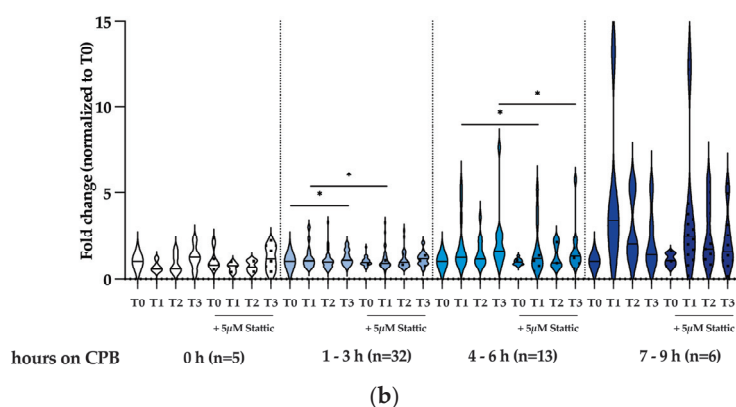 Fold change (normalized to T0)
15
10
5
0
*
*
*
*
T0 T1 T2 T3 T0 T1 T2 T3 T0 T1 T2 T3 T0 T1 T2 T3 T0 T1 T2 T3 T0 T1 T2 T3 T0 T1 T2 T3 T0 T1 T2 T3
+ 5µM Stattic + 5µM Stattic + 5µM Stattic + 5µM Stattic
hours on CPB 0 h (n=5) 1 - 3 h (n=32) 4 - 6 h (n=13) 7 - 9 h (n=6)
(b)